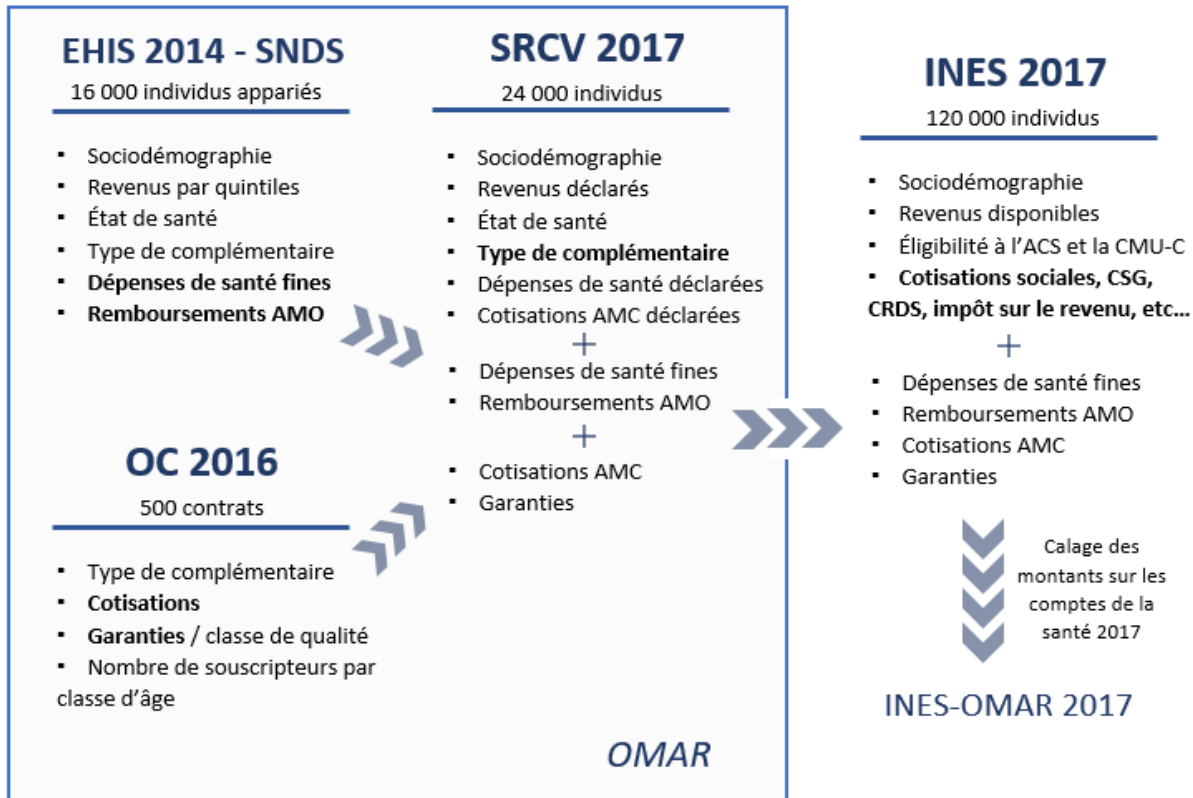 EHIS 2014 - SNDS
16 000 individus appariés
▪ Sociodémographie
▪ Revenus par quintiles
▪ État de santé
▪ Type de complémentaire
▪ Dépenses de santé fines
▪ Remboursements AMO
OC 2016
500 contrats
▪ Type de complémentaire
▪ Cotisations
▪ Garanties / classe de qualité
▪ Nombre de souscripteurs par
classe d'âge
SRCV 2017
24 000 individus
▪ Sociodémographie
▪ Revenus déclarés
▪ État de santé
▪ Type de complémentaire
▪ Dépenses de santé déclarées
▪ Cotisations AMC déclarées
+
▪ Dépenses de santé fines
▪ Remboursements AMO
+
▪ Cotisations AMC
▪ Garanties
OMAR
INES 2017
120 000 individus
▪ Sociodémographie
▪ Revenus disponibles
▪ Éligibilité à l'ACS et la CMU-C
▪ Cotisations sociales, CSG,
CRDS, impôt sur le revenu, etc...
+
▪ Dépenses de santé fines
▪ Remboursements AMO
▪ Cotisations AMC
▪ Garanties
Calage des
montants sur les
comptes de la
santé 2017
INES-OMAR 2017